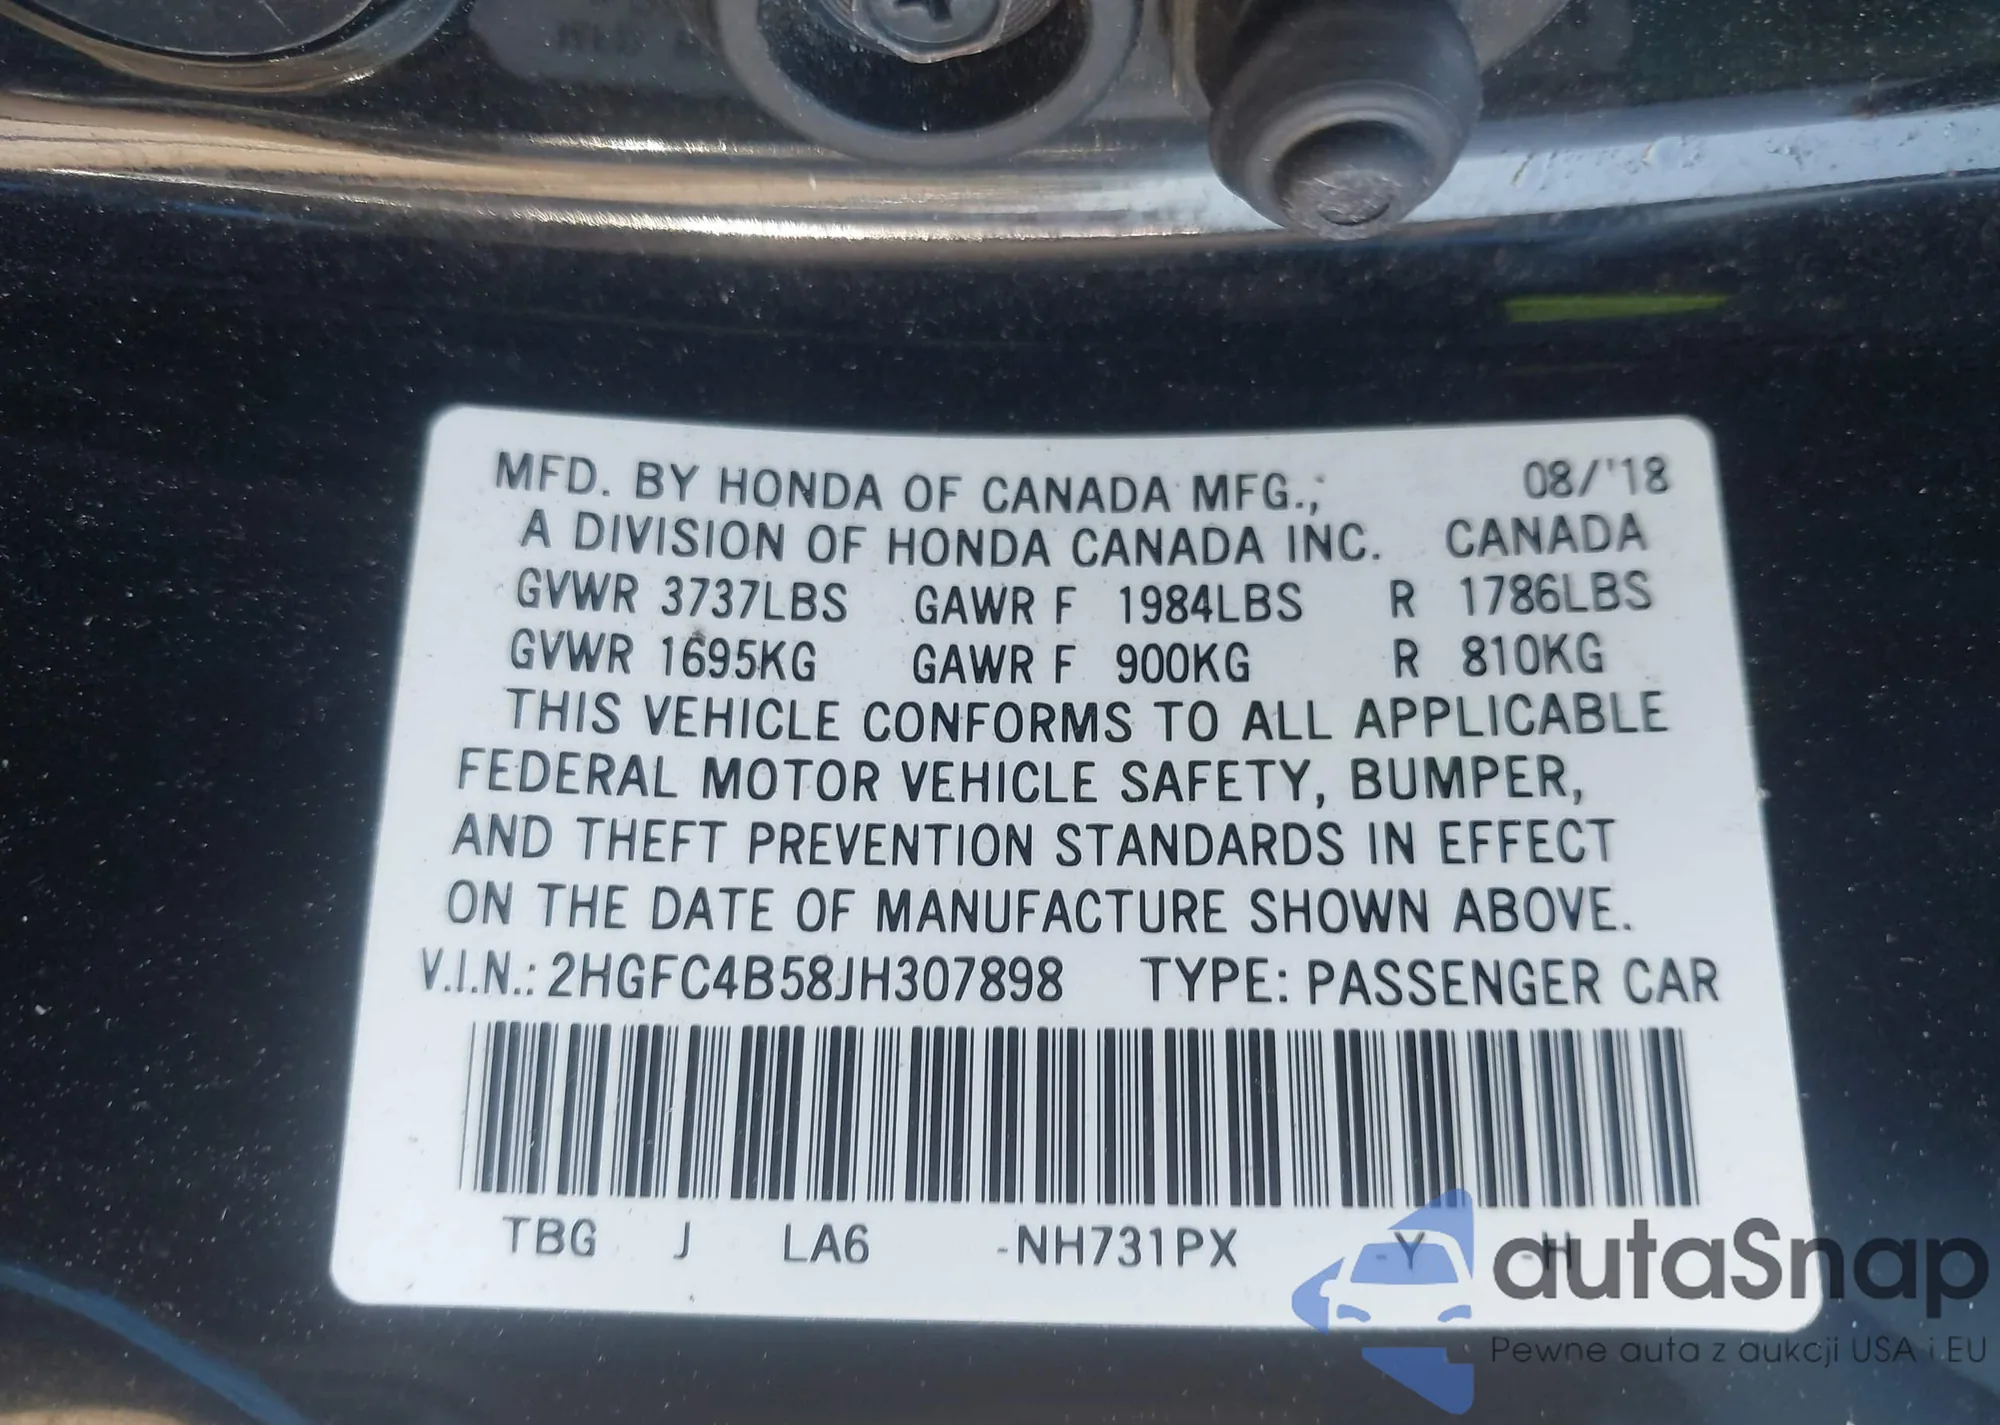 MFD. BY HONDA OF CANADA MFG., 08/'18
A DIVISION OF HONDA CANADA INC. CANADA
GVWR 3737LBS GAWR F 1984LBS R 1786LBS
GVWR 1695KG GAWR F 900KG R 810KG
THIS VEHICLE CONFORMS TO ALL APPLICABLE
FEDERAL MOTOR VEHICLE SAFETY, BUMPER,
AND THEFT PREVENTION STANDARDS IN EFFECT
ON THE DATE OF MANUFACTURE SHOWN ABOVE.
V.I.N.: 2HGFC4B58JH307898 TYPE: PASSENGER CAR
TBG J LA6 -NH731PX -Y -H
autaSnap
Pewne auta z aukcji USA i EU